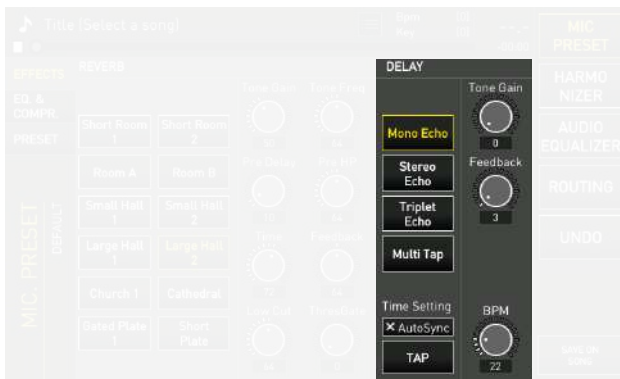 Title (Select a song)
Bpm
Key
MIC
PRESET
EFFECTS
REVERB
DELAY
HARMO
NIZER
EQ. &
COMPR.
PRESET
Tone Gain
Tone Freq
Tone Gain
Short Room
1
Short Room
2
Mono Echo
0
AUDIO
EQUALIZER
Room A
Room B
Pre Delay
Pre HP
Stereo
Echo
Feedback
ROUTING
Small Hall
1
Small Hall
2
Triplet
Echo
3
Large Hall
1
Large Hall
2
Time
Feedback
Multi Tap
UNDO
MIC. PRESET
DEFAULT
Church 1
Cathedral
Low Cut
Time Setting
BPM
Gated Plate
1
Short
Plate
AutoSync
TAP
22
SAVE ON
SONG